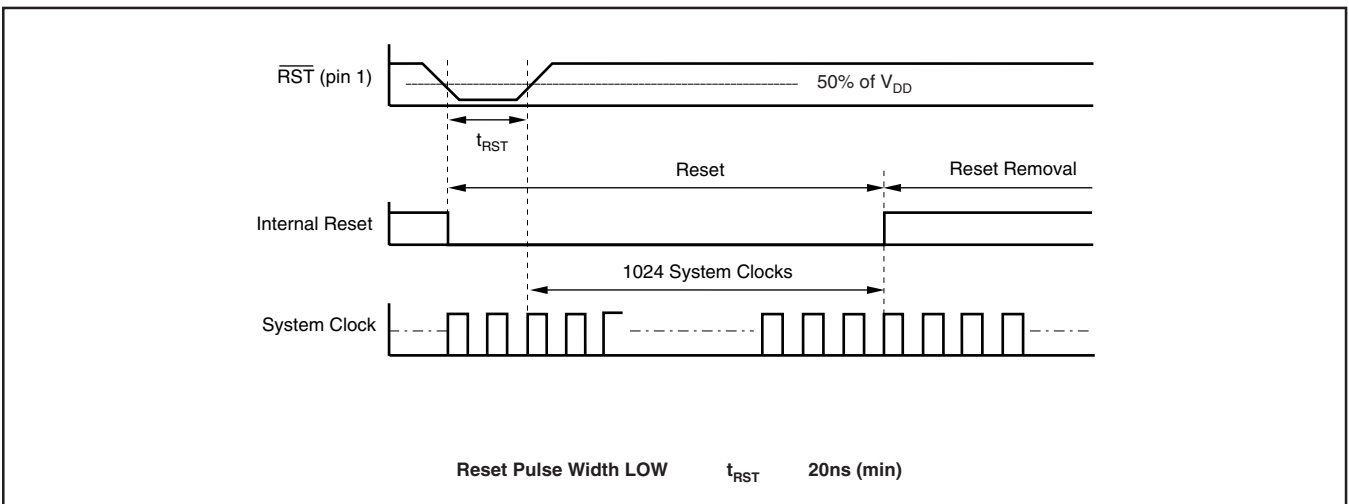 RST (pin 1)
50% of VDD
tRST
Reset
Reset Removal
Internal Reset
1024 System Clocks
System Clock
Reset Pulse Width LOW tRST 20ns (min)